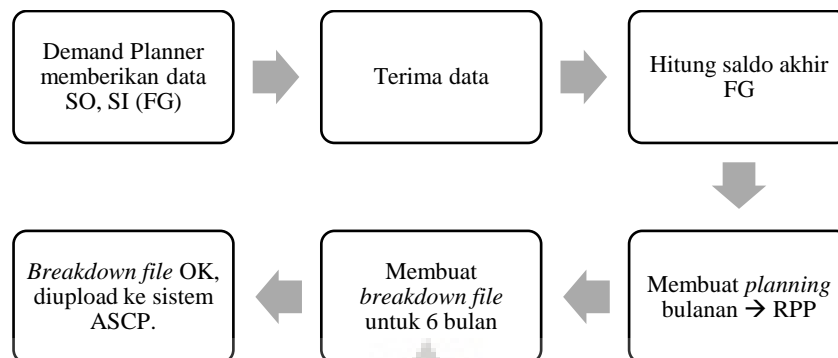 Demand Planner
memberikan data
SO, SI (FG)
Terima data
Hitung saldo akhir
FG
Membuat planning
bulanan → RPP
Membuat
breakdown file
untuk 6 bulan
Breakdown file OK,
diupload ke sistem
ASCP.